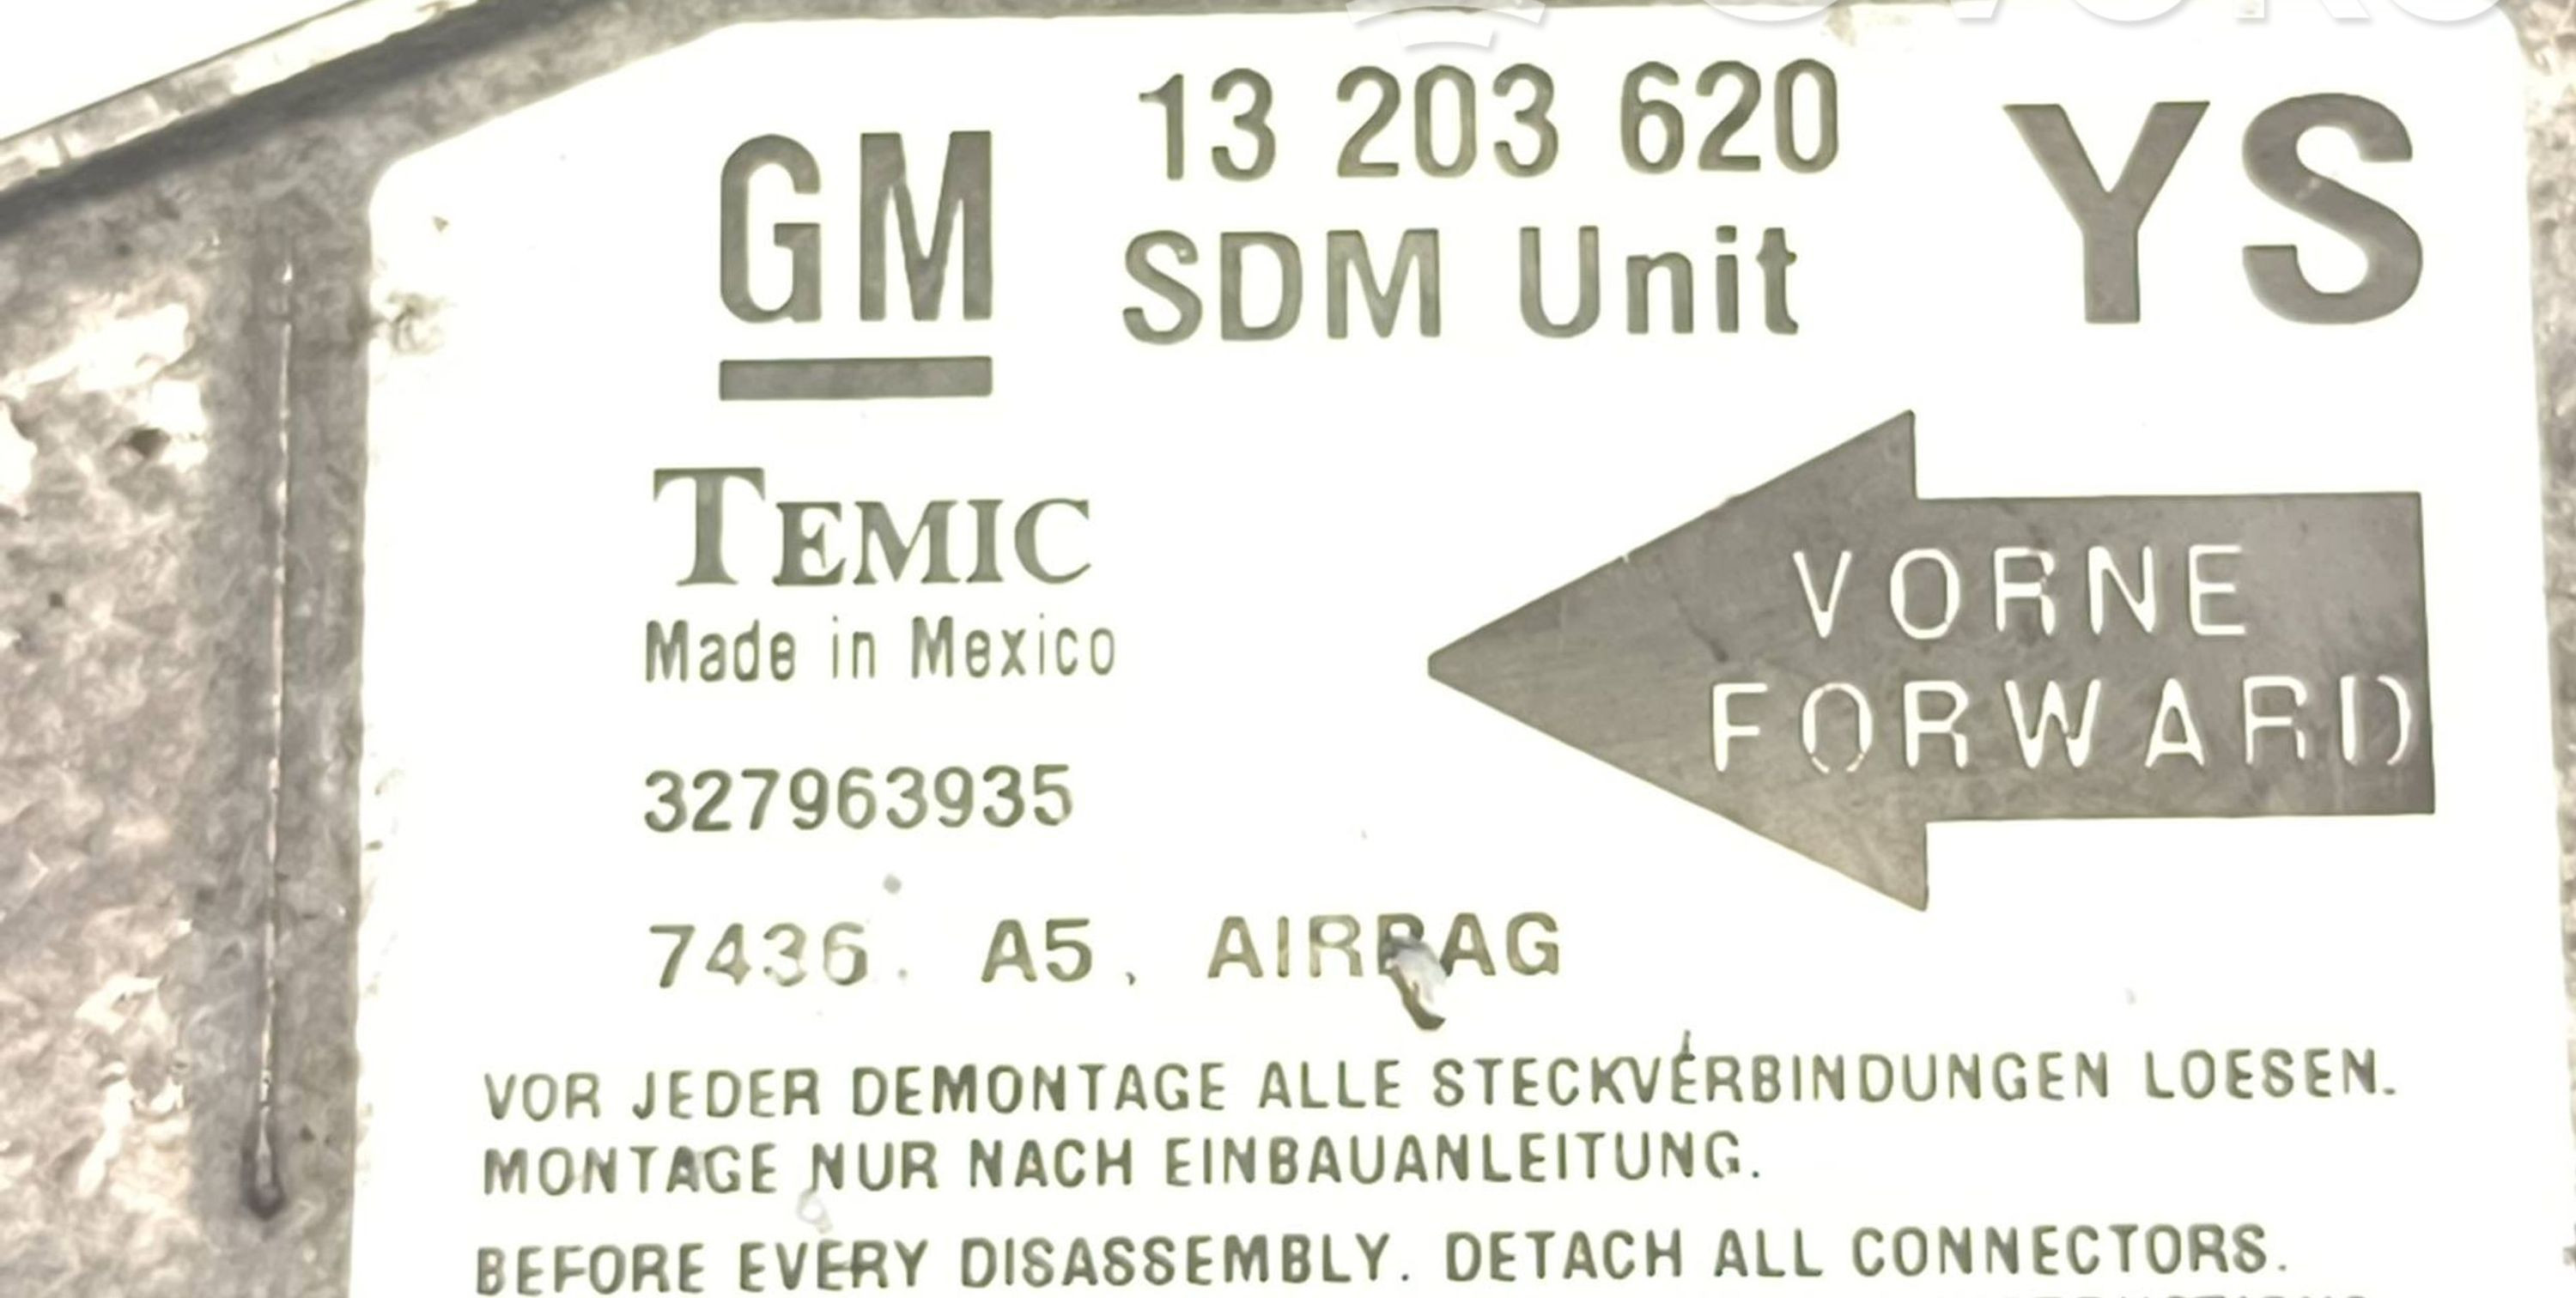 13 203 620
YS
GM
SDM Unit
TEMIC
Made in Mexico
VORNE
FORWARD
327963935
7436. A5. AIRBAG
VOR JEDER DEMONTAGE ALLE STECKVERBINDUNGEN LOESEN.
MONTAGE NUR NACH EINBAUANLEITUNG.
BEFORE EVERY DISASSEMBLY. DETACH ALL CONNECTORS.